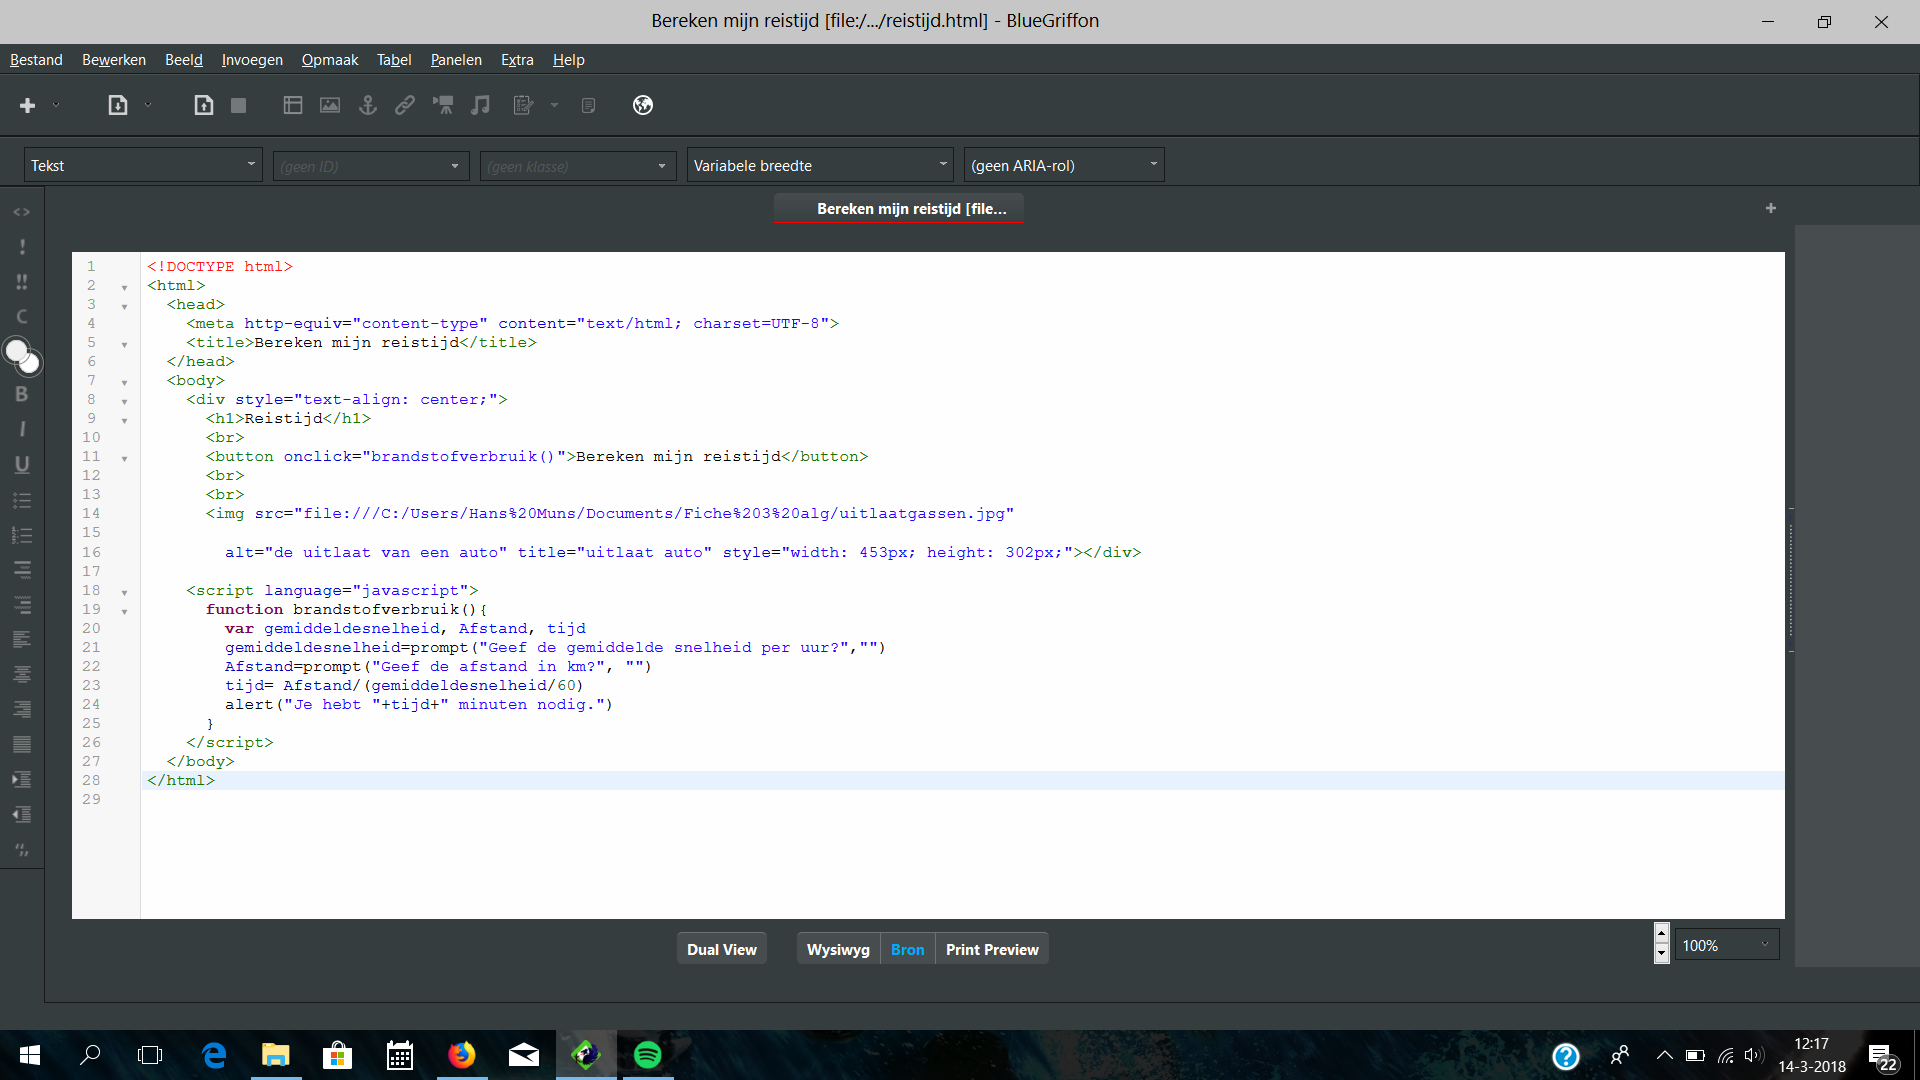 Bereken mijn reistijd [file:/.../reistijd.html] - BlueGriffon
Bestand Bewerken Beeld Invoegen Opmaak Tabel Panelen Extra Help
Tekst (geen ID) (geen klasse) Variabele breedte (geen ARIA-rol)
Bereken mijn reistijd [file...
1 <!DOCTYPE html>
2 <html>
3 <head>
4 <meta http-equiv="content-type" content="text/html; charset=UTF-8">
5 <title>Bereken mijn reistijd</title>
6 </head>
7 <body>
8 <div style="text-align: center;">
9 <h1>Reistijd</h1>
10 <br>
11 <button onclick="brandstofverbruik()">Bereken mijn reistijd</button>
12 <br>
13 <br>
14 <img src="file:///C:/Users/Hans%20Muns/Documents/Fiche%203%20alg/uitlaatgassen.jpg"
15
16 alt="de uitlaat van een auto" title="uitlaat auto" style="width: 453px; height: 302px;"></div>
17
18 <script language="javascript">
19 function brandstofverbruik(){
20 var gemiddeldesnelheid, Afstand, tijd
21 gemiddeldesnelheid=prompt("Geef de gemiddelde snelheid per uur?","")
22 Afstand=prompt("Geef de afstand in km?", "")
23 tijd= Afstand/(gemiddeldesnelheid/60)
24 alert("Je hebt "+tijd+" minuten nodig.")
25 }
26 </script>
27 </body>
28 </html>
29
Dual View Wysiwyg Bron Print Preview 100%
12:17
14-3-2018
22